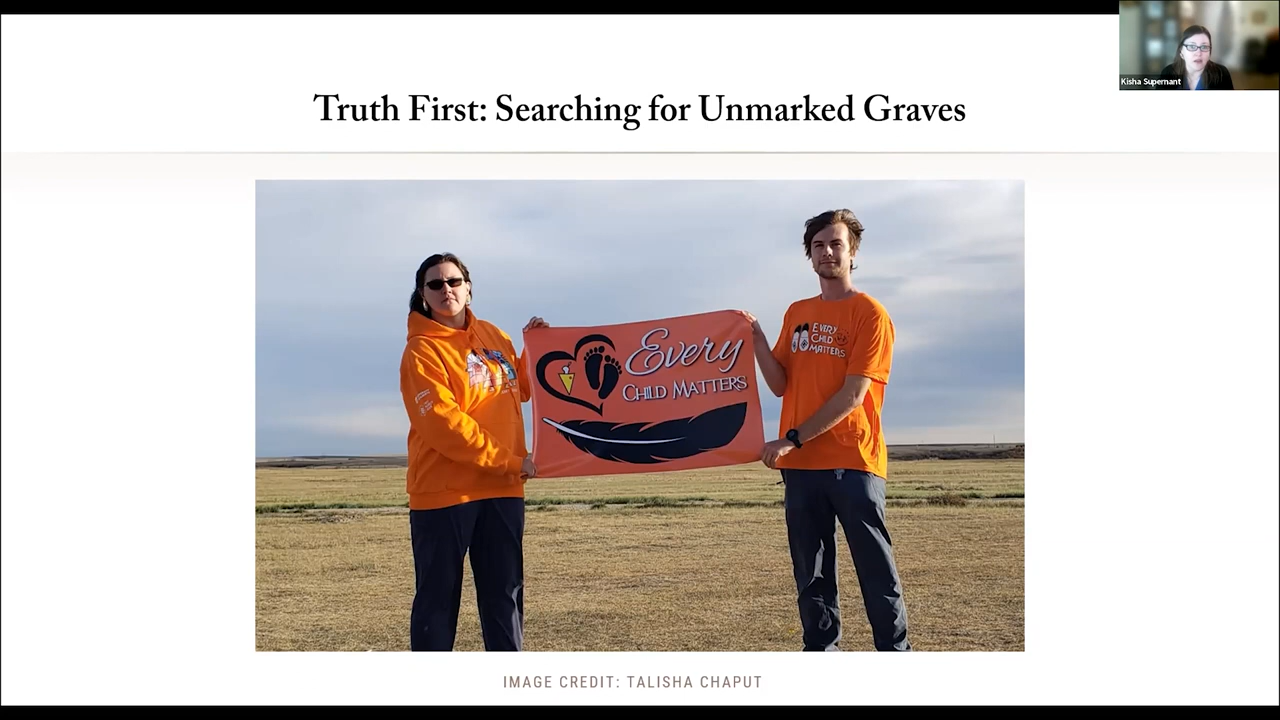 Kisha Supernant
Truth First: Searching for Unmarked Graves
Every
CHILD MATTERS
EVERY
CHILD
MATTERS
IMAGE CREDIT: TALISHA CHAPUT